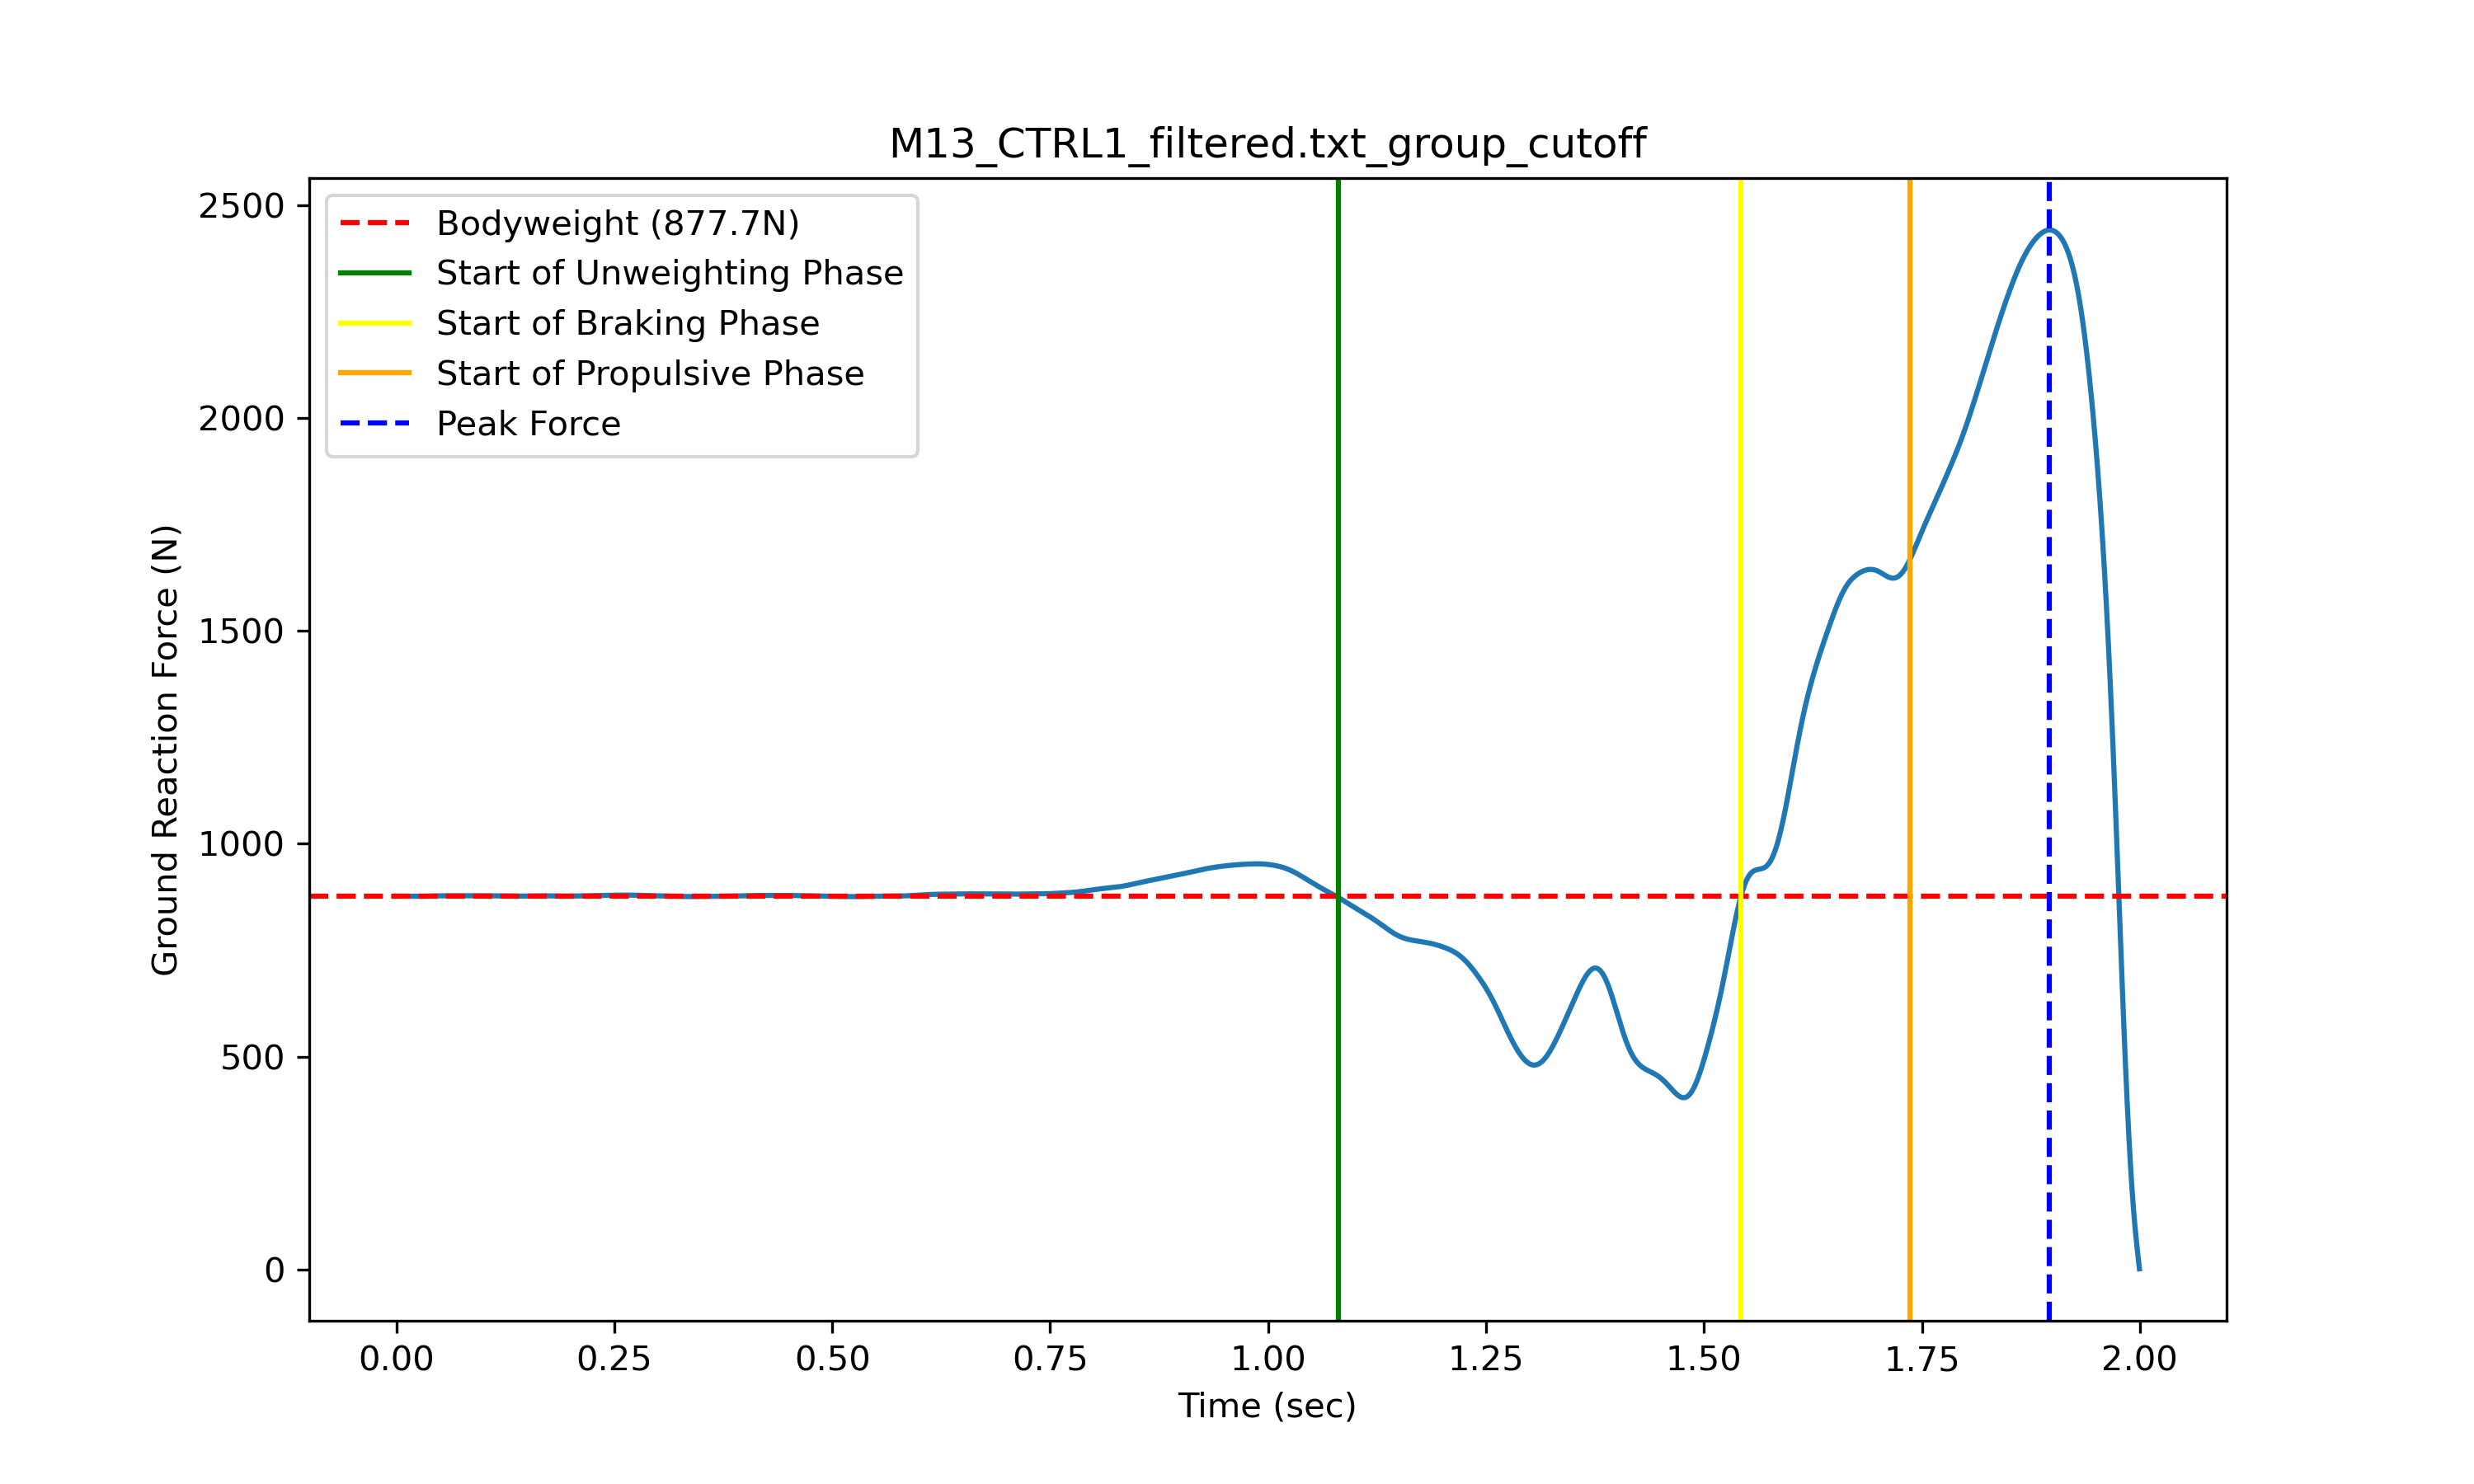 M13_CTRL1_filtered.txt_group_cutoff
Bodyweight (877.7N)
Start of Unweighting Phase
Start of Braking Phase
Start of Propulsive Phase
Peak Force
Ground Reaction Force (N)
2500
2000
1500
1000
500
0
0.00 0.25 0.50 0.75 1.00 1.25 1.50 1.75 2.00
Time (sec)